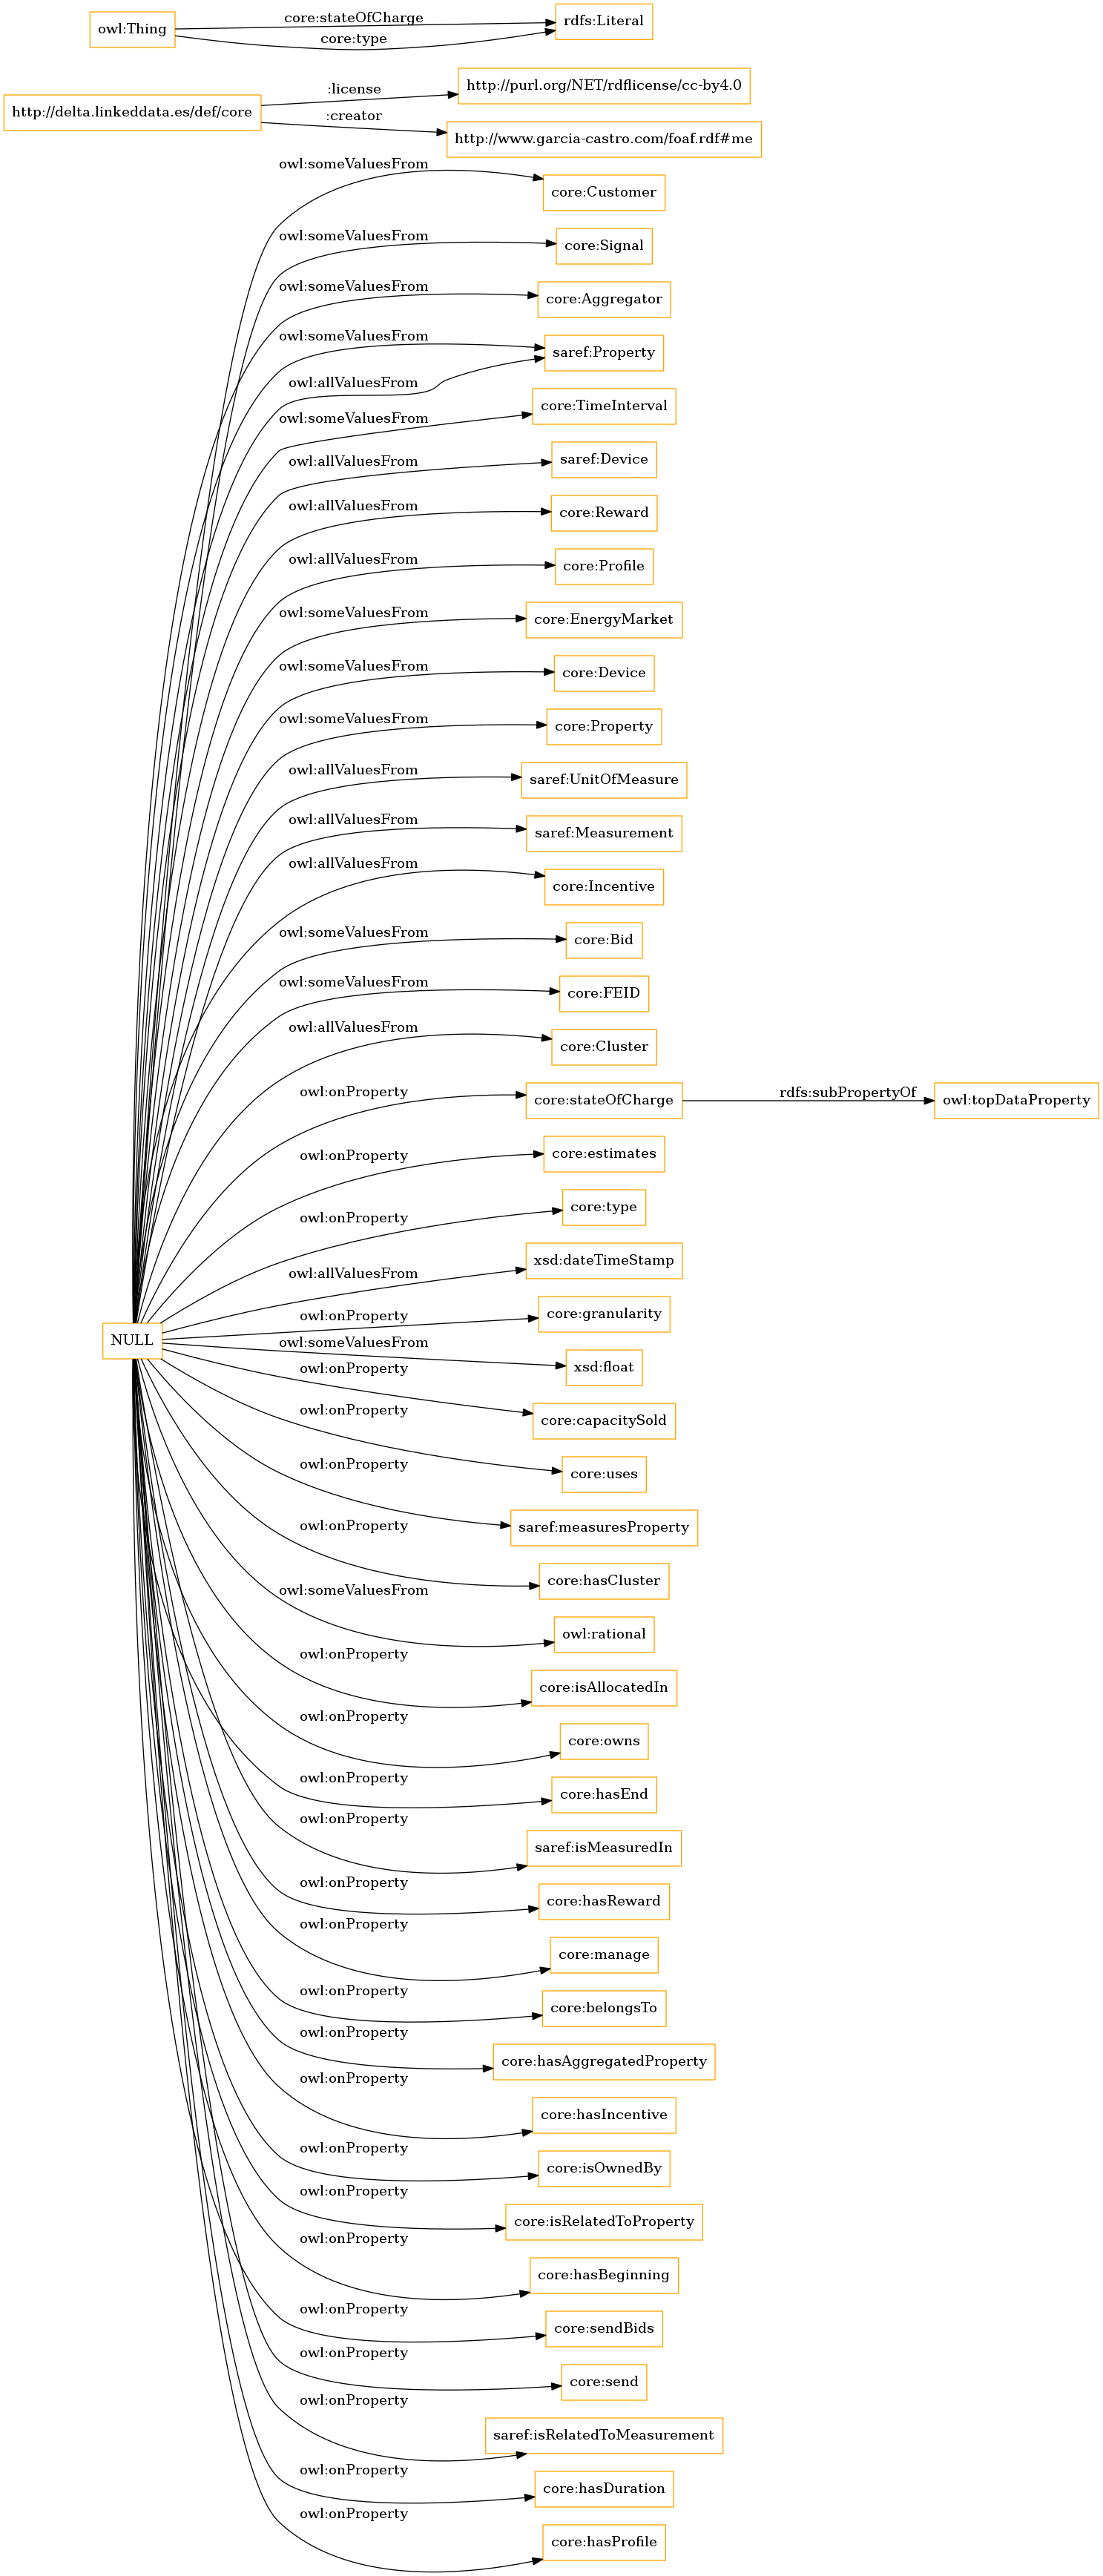 core:stateOfCharge
rdfs:Literal
owl:Thing
core:type
http://purl.org/NET/rdflicense/cc-by4.0
:license
http://delta.linkeddata.es/def/core
:creator
http://www.garcia-castro.com/foaf.rdf#me
owl:someValuesFrom
core:Customer
owl:someValuesFrom
core:Signal
owl:someValuesFrom
core:Aggregator
owl:someValuesFrom
saref:Property
owl:allValuesFrom
core:TimeInterval
owl:someValuesFrom
owl:allValuesFrom
saref:Device
owl:allValuesFrom
core:Reward
owl:allValuesFrom
core:Profile
owl:someValuesFrom
core:EnergyMarket
owl:someValuesFrom
core:Device
owl:someValuesFrom
core:Property
owl:allValuesFrom
saref:UnitOfMeasure
owl:allValuesFrom
saref:Measurement
owl:allValuesFrom
core:Incentive
owl:someValuesFrom
core:Bid
owl:someValuesFrom
core:FEID
owl:allValuesFrom
core:Cluster
owl:onProperty
core:stateOfCharge
rdfs:subPropertyOf
owl:topDataProperty
owl:onProperty
core:estimates
owl:onProperty
core:type
owl:allValuesFrom
xsd:dateTimeStamp
owl:onProperty
core:granularity
NULL
owl:someValuesFrom
xsd:float
owl:onProperty
core:capacitySold
owl:onProperty
core:uses
owl:onProperty
saref:measuresProperty
owl:onProperty
core:hasCluster
owl:someValuesFrom
owl:rational
owl:onProperty
core:isAllocatedIn
owl:onProperty
core:owns
owl:onProperty
core:hasEnd
owl:onProperty
saref:isMeasuredIn
owl:onProperty
core:hasReward
owl:onProperty
core:manage
owl:onProperty
core:belongsTo
owl:onProperty
core:hasAggregatedProperty
owl:onProperty
core:hasIncentive
owl:onProperty
core:isOwnedBy
owl:onProperty
core:isRelatedToProperty
owl:onProperty
core:hasBeginning
owl:onProperty
core:sendBids
owl:onProperty
core:send
owl:onProperty
saref:isRelatedToMeasurement
owl:onProperty
core:hasDuration
owl:onProperty
core:hasProfile